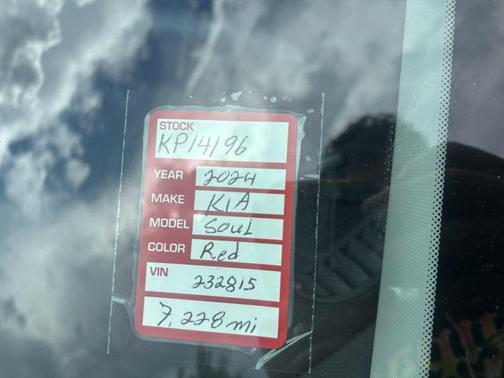 STOCK
KP14196
YEAR 2024
MAKE KIA
MODEL Soul
COLOR Red
VIN 232815
7,228 mi